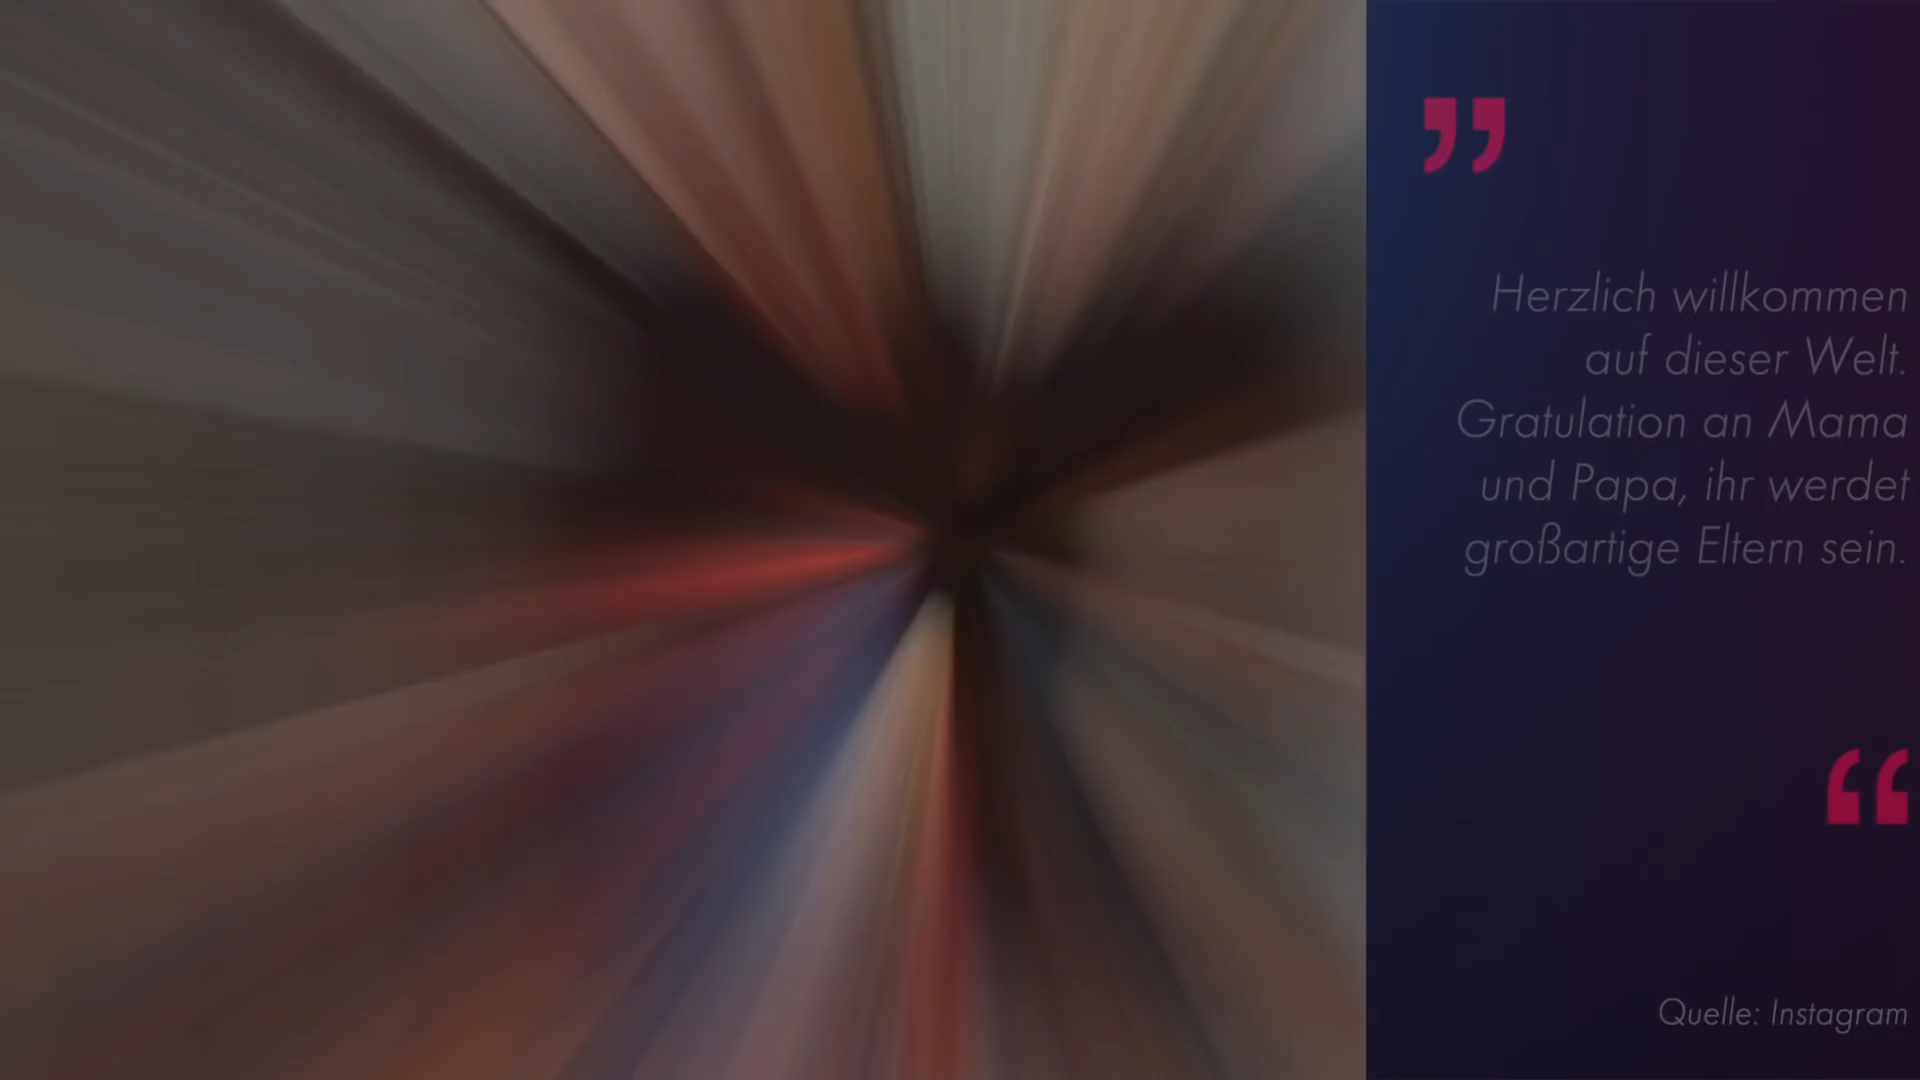 ”
Herzlich willkommen
auf dieser Welt.
Gratulation an Mama
und Papa, ihr werdet
großartige Eltern sein.
“
Quelle: Instagram